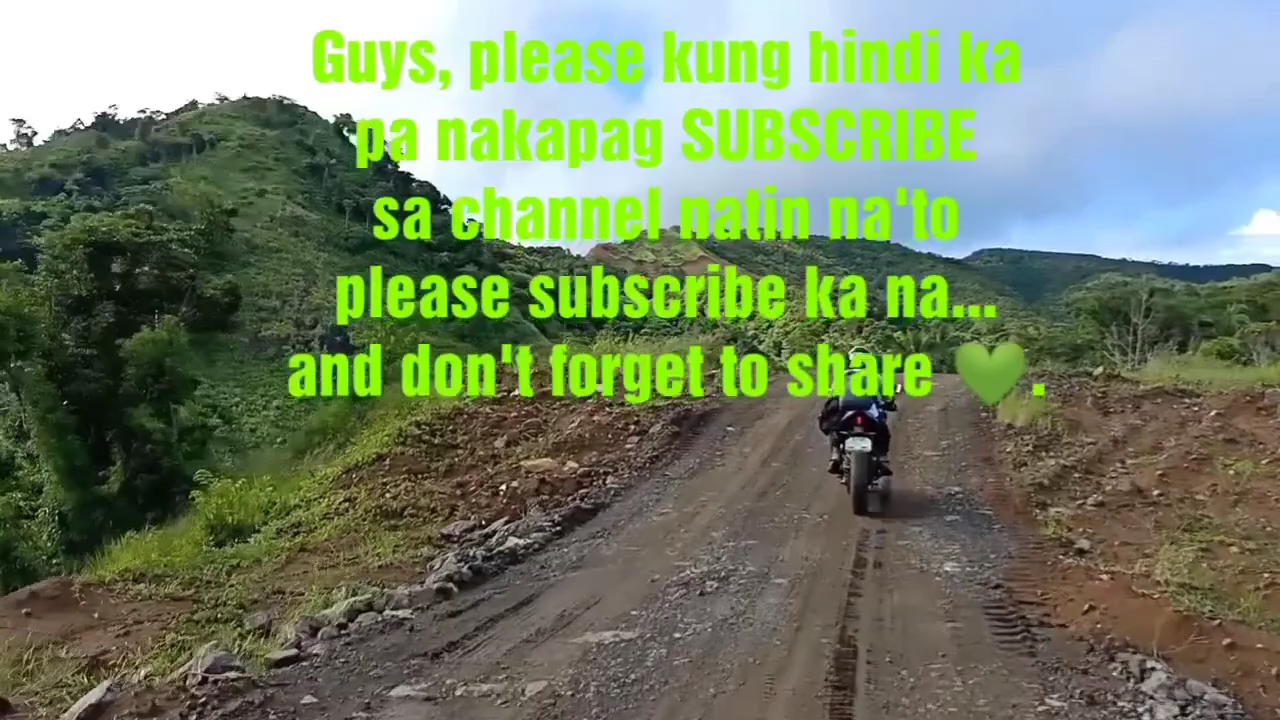 Guys, please kung hindi ka
pa nakapag SUBSCRIBE
sa channel natin na'to
please subscribe ka na...
and don't forget to share 💚.